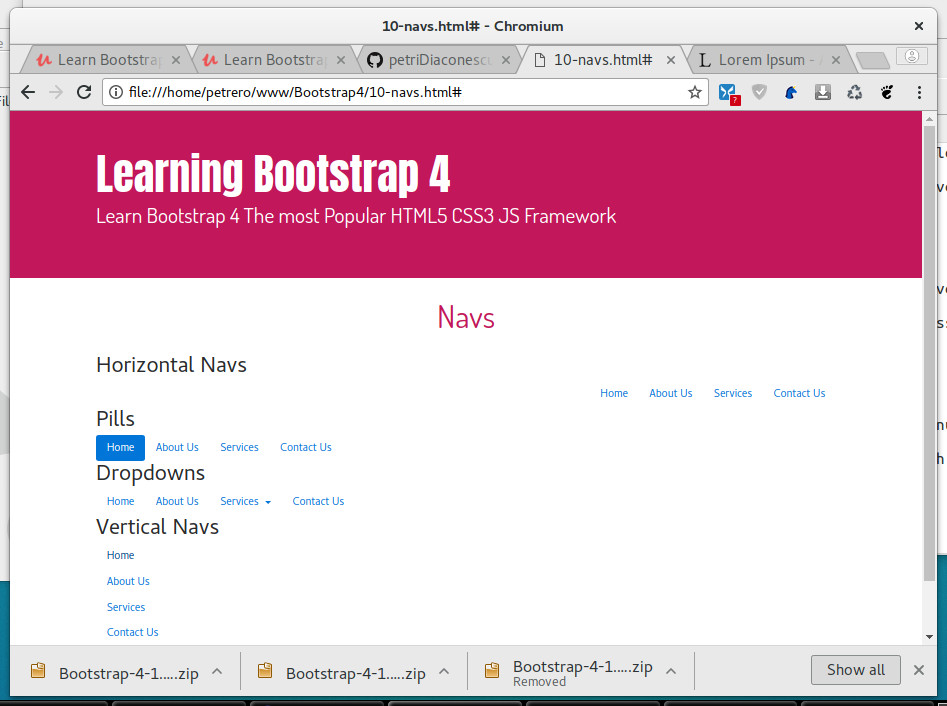 10-navs.html# - Chromium
Learn Bootstra
Learn Bootstra
petriDiaconesc
10-navs.html#
Lorem Ipsum -
file:///home/petrero/www/Bootstrap4/10-navs.html#
Learning Bootstrap 4
Learn Bootstrap 4 The most Popular HTML5 CSS3 JS Framework
Navs
Horizontal Navs
Home About Us Services Contact Us
Pills
Home About Us Services Contact Us
Dropdowns
Home About Us Services Contact Us
Vertical Navs
Home
About Us
Services
Contact Us
Bootstrap-4-1.....zip
Bootstrap-4-1.....zip
Bootstrap-4-1.....zip
Removed
Show all